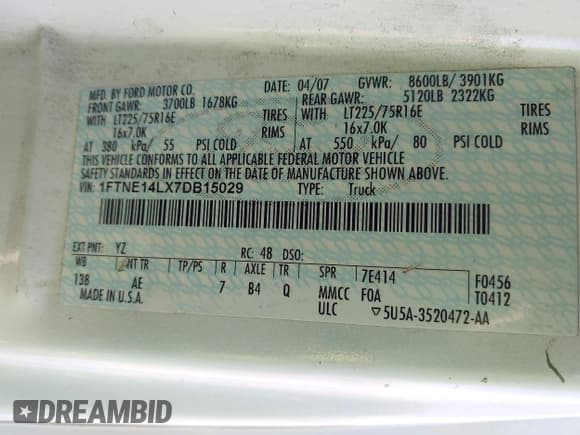 MFD. BY FORD MOTOR CO. DATE: 04/07 GVWR: 8600LB/ 3901KG
FRONT GAWR: 3700LB 1678KG REAR GAWR: 5120LB 2322KG
WITH LT225/75R16E TIRES WITH LT225/75R16E TIRES
16x7.0K RIMS 16x7.0K RIMS
AT 380 kPa/ 55 PSI COLD AT 550 kPa/ 80 PSI COLD
THIS VEHICLE CONFORMS TO ALL APPLICABLE FEDERAL MOTOR VEHICLE
SAFETY STANDARDS IN EFFECT ON THE DATE OF MANUFACTURE SHOWN ABOVE.
VIN: 1FTNE14LX7DB15029 TYPE: Truck
EXT PNT: YZ RC: 48 DSO:
WB INT TR TP/PS R AXLE TR SPR 7E414 F0456
138 AE 7 B4 Q MMCC FOA T0412
MADE IN U.S.A. ULC ▽5U5A-3520472-AA
DREAMBID